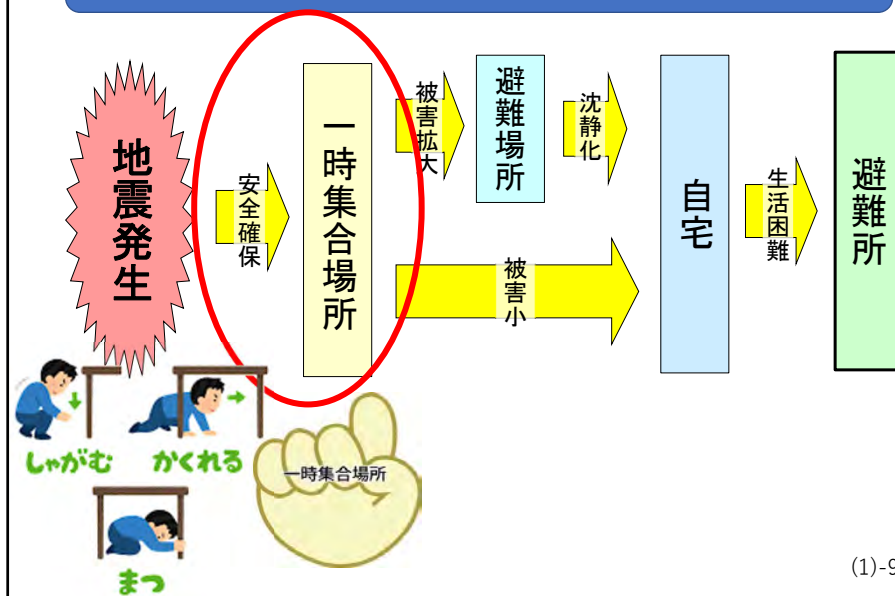 地震発生
安全確保
一時集合場所
被害拡大
避難場所
沈静化
被害小
自宅
生活困難
避難所
しゃがむ
かくれる
一時集合場所
まつ
(1)-9